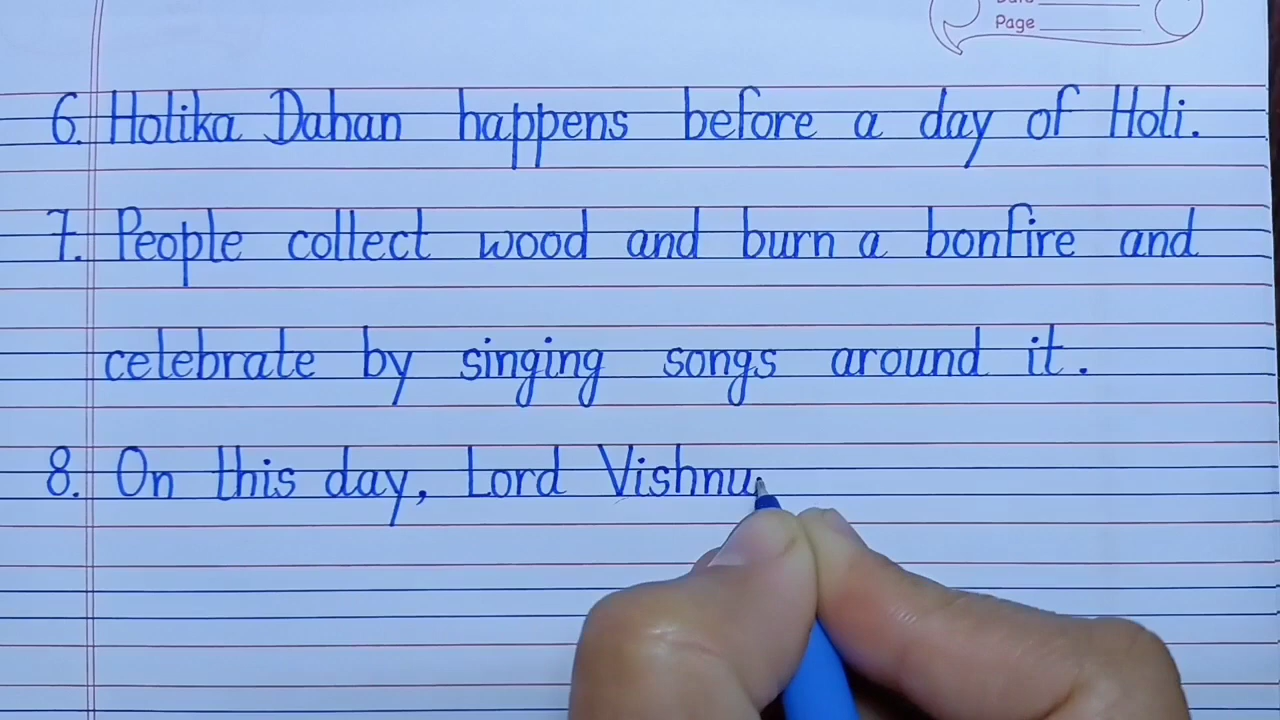 Page
6. Holika Dahan happens before a day of Holi.
7. People collect wood and burn a bonfire and
celebrate by singing songs around it.
8. On this day, Lord Vishnu